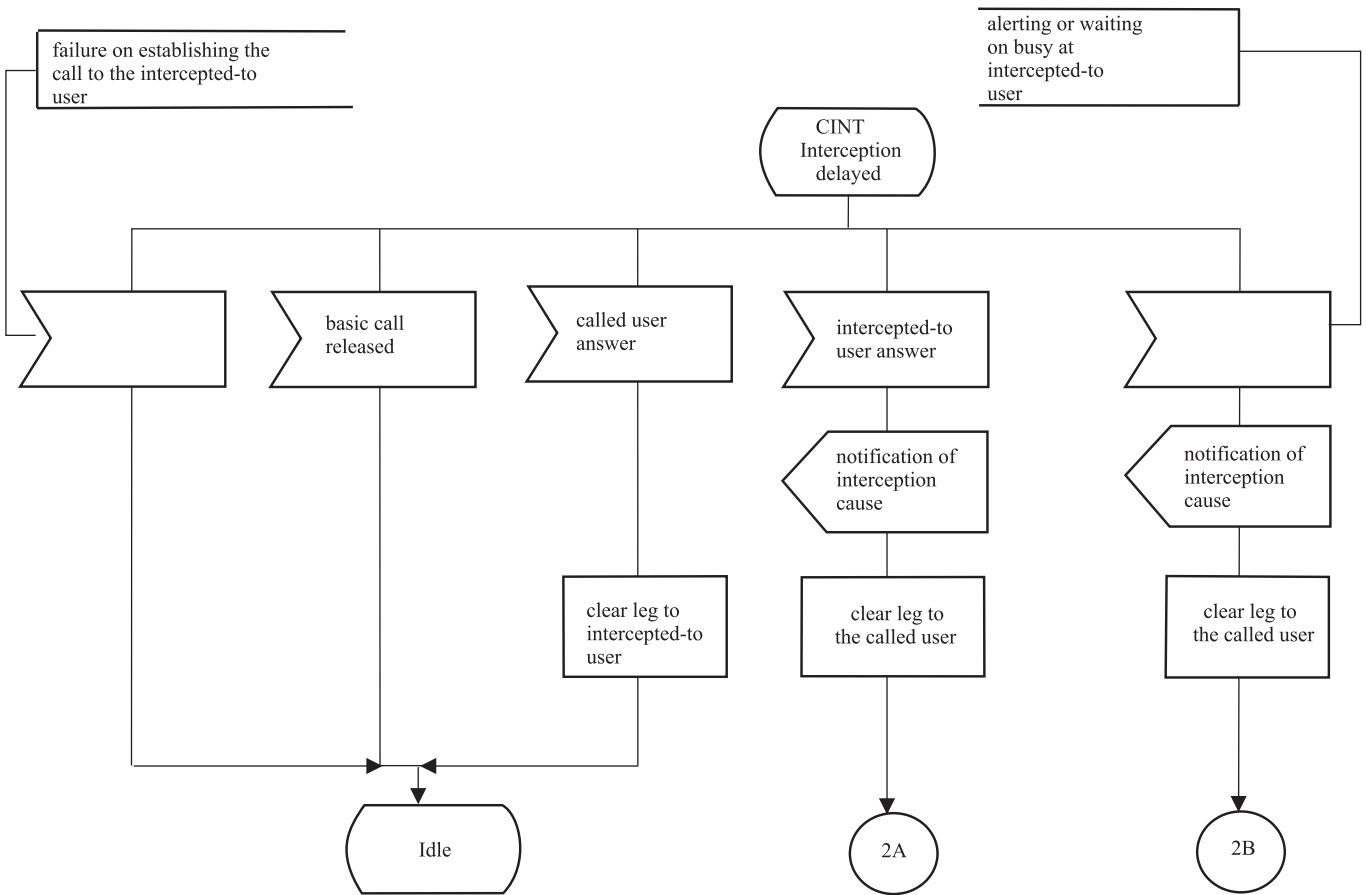 failure on establishing the
call to the intercepted-to
user
alerting or waiting
on busy at
intercepted-to
user
CINT
Interception
delayed
basic call
released
called user
answer
intercepted-to
user answer
notification of
interception
cause
notification of
interception
cause
clear leg to
intercepted-to
user
clear leg to
the called user
clear leg to
the called user
Idle
2A
2B